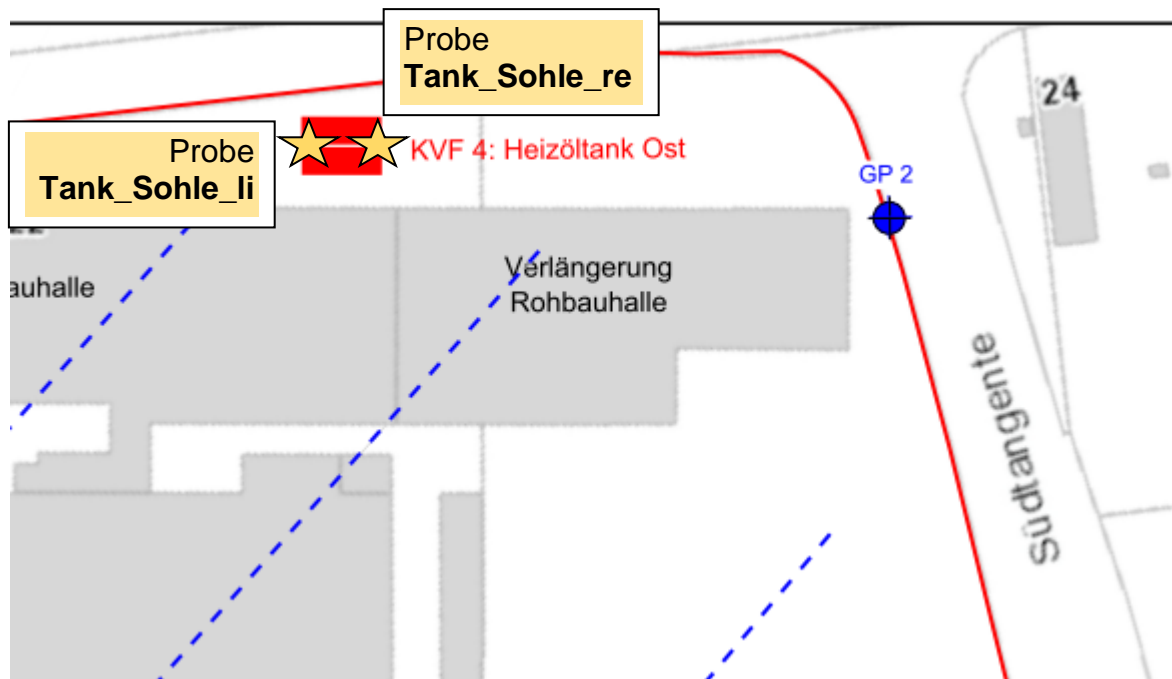 Probe
Tank_Sohle_re
24
Probe
Tank_Sohle_li
KVF 4: Heizöltank Ost
GP 2
auhalle
Verlängerung
Rohbauhalle
Südtangente